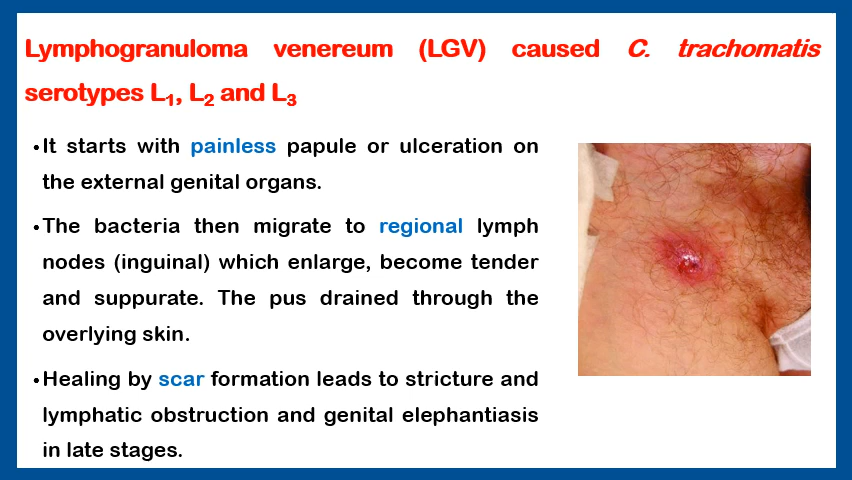 Lymphogranuloma venereum (LGV) caused C. trachomatis
serotypes L₁, L₂ and L₃
•It starts with painless papule or ulceration on
the external genital organs.
•The bacteria then migrate to regional lymph
nodes (inguinal) which enlarge, become tender
and suppurate. The pus drained through the
overlying skin.
•Healing by scar formation leads to stricture and
lymphatic obstruction and genital elephantiasis
in late stages.